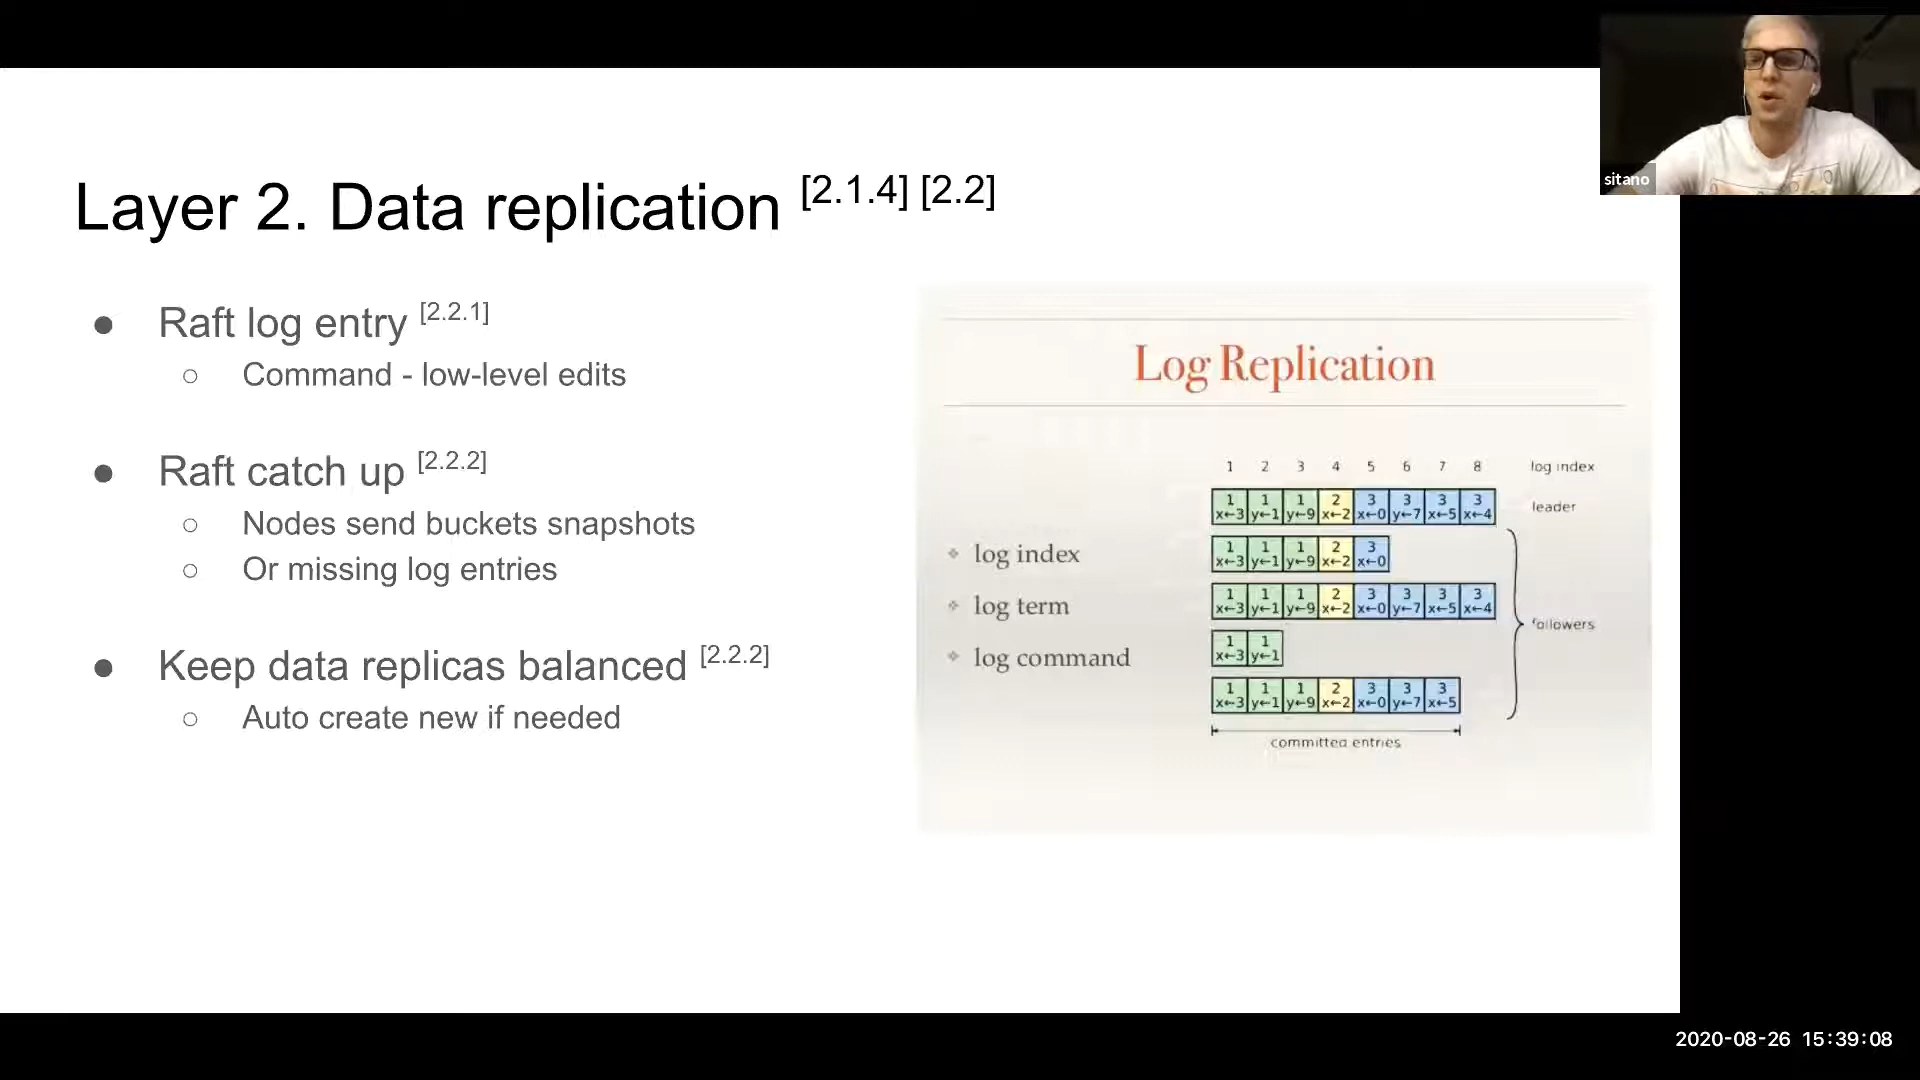 sitano
Layer 2. Data replication [2.1.4] [2.2]
● Raft log entry [2.2.1]
○ Command - low-level edits
● Raft catch up [2.2.2]
○ Nodes send buckets snapshots
○ Or missing log entries
● Keep data replicas balanced [2.2.2]
○ Auto create new if needed
Log Replication
log index
log term
log command
1 2 3 4 5 6 7 8 log index
1 1 1 2 3 3 3 3
x←3 y←1 y←9 x←2 x←0 y←7 x←5 x←4
leader
1 1 1 2 3
x←3 y←1 y←9 x←2 x←0
1 1 1 2 3 3 3 3
x←3 y←1 y←9 x←2 x←0 y←7 x←5 x←4
followers
1 1
x←3 y←1
1 1 1 2 3 3 3
x←3 y←1 y←9 x←2 x←0 y←7 x←5
committed entries
2020-08-26 15:39:08